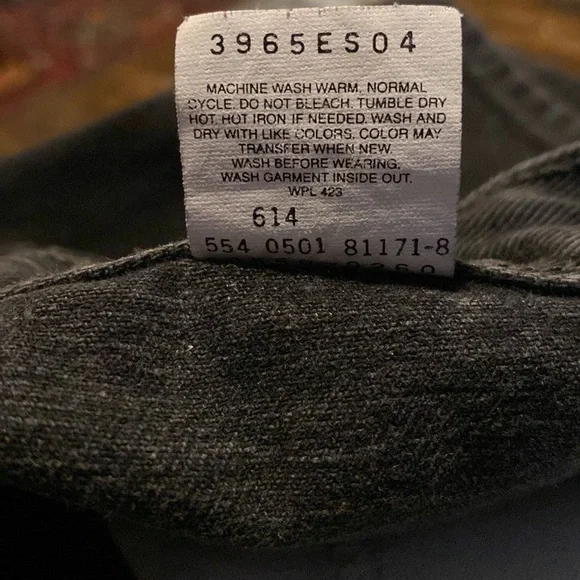 3965ES04
MACHINE WASH WARM, NORMAL
CYCLE. DO NOT BLEACH. TUMBLE DRY
HOT. HOT IRON IF NEEDED. WASH AND
DRY WITH LIKE COLORS. COLOR MAY
TRANSFER WHEN NEW.
WASH BEFORE WEARING.
WASH GARMENT INSIDE OUT.
WPL 423
614
554 0501 81171-8